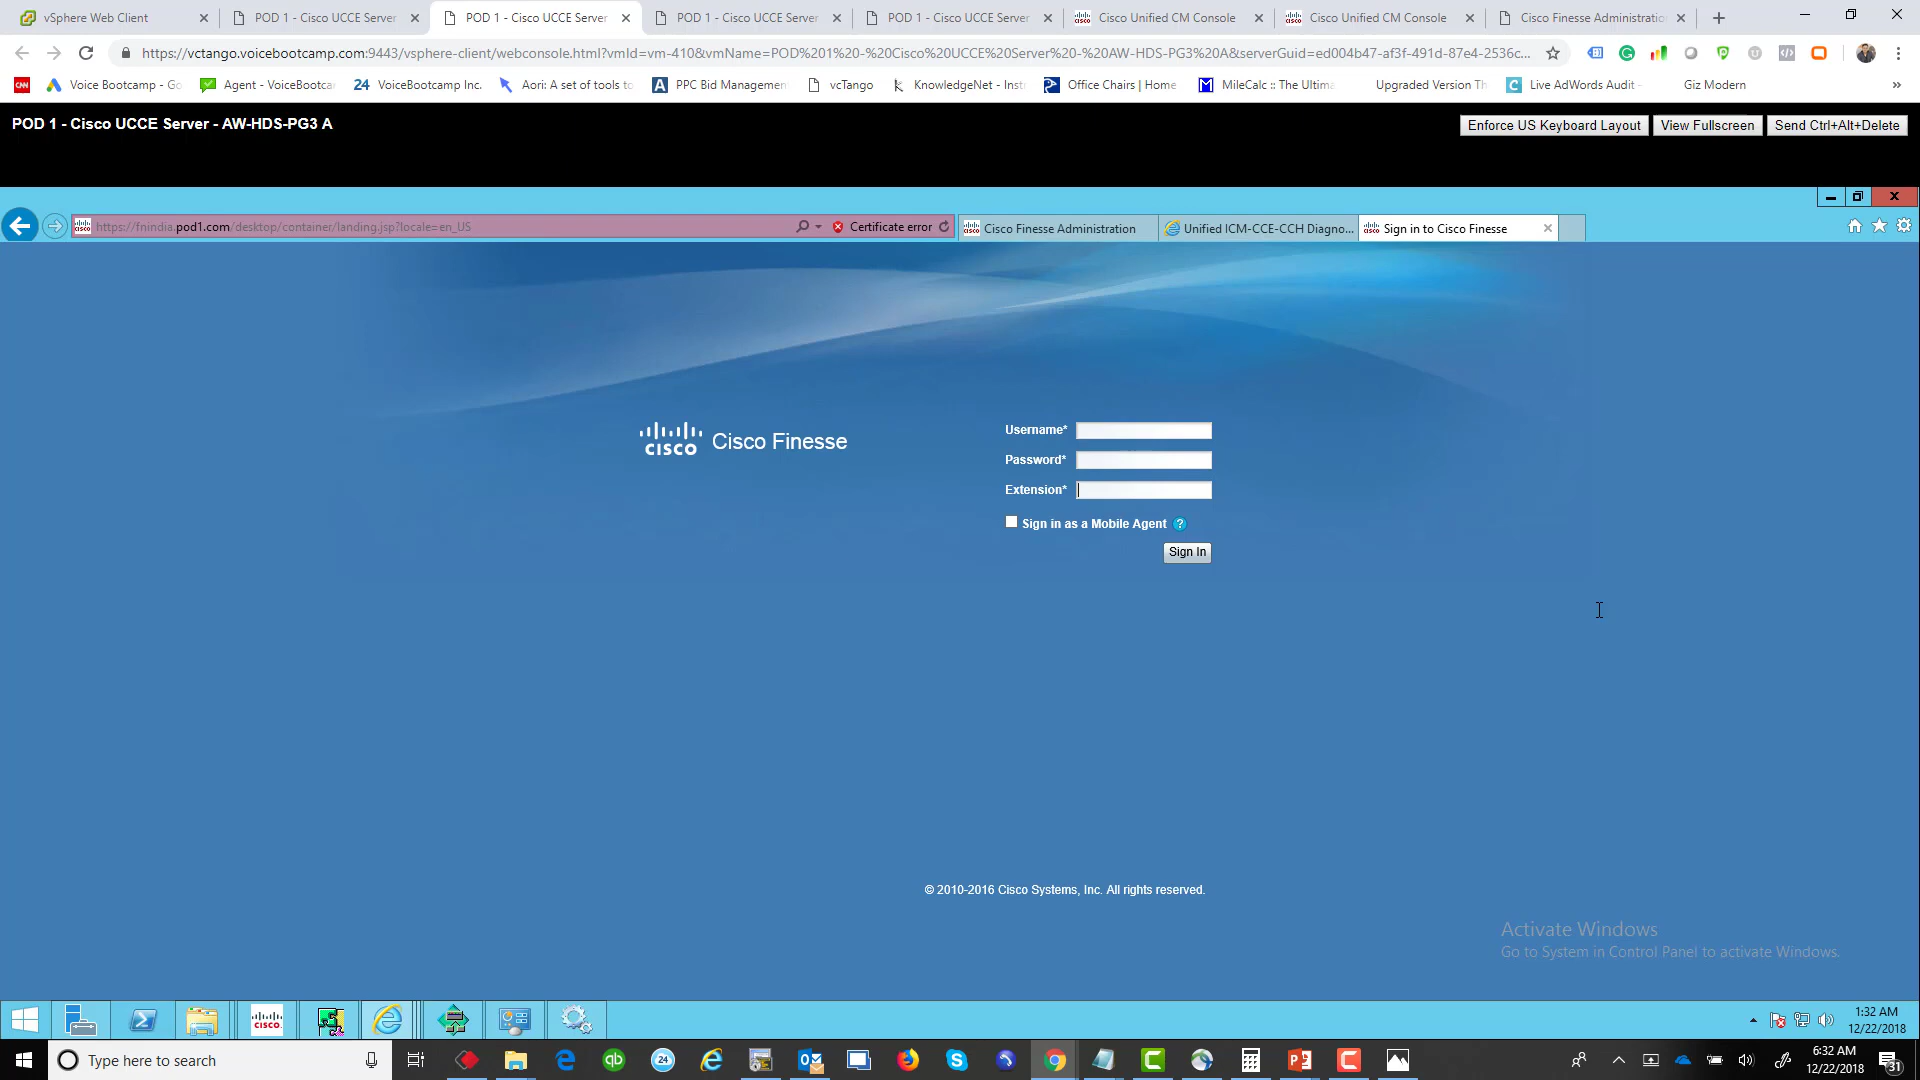 vSphere Web Client
POD 1 - Cisco UCCE Server
POD 1 - Cisco UCCE Server
POD 1 - Cisco UCCE Server
POD 1 - Cisco UCCE Server
Cisco Unified CM Console
Cisco Unified CM Console
Cisco Finesse Administratio
https://vctango.voicebootcamp.com:9443/vsphere-client/webconsole.html?vmId=vm-410&vmName=POD%201%20-%20Cisco%20UCCE%20Server%20-%20AW-HDS-PG3%20A&serverGuid=ed004b47-af3f-491d-87e4-2536c...
CNN
Voice Bootcamp - Go
Agent - VoiceBootca
24 VoiceBootcamp Inc.
Aori: A set of tools to
A PPC Bid Managemen
vcTango
KnowledgeNet - Inst
Office Chairs | Home
M MileCalc :: The Ultima
Upgraded Version Th
C Live AdWords Audit -
Giz Modern
»
POD 1 - Cisco UCCE Server - AW-HDS-PG3 A
Enforce US Keyboard Layout
View Fullscreen
Send Ctrl+Alt+Delete
https://fnindia.pod1.com/desktop/container/landing.jsp?locale=en_US
Certificate error
Cisco Finesse Administration
Unified ICM-CCE-CCH Diagno...
Sign in to Cisco Finesse
CISCO
Cisco Finesse
Username*
Password*
Extension*
Sign in as a Mobile Agent ?
Sign In
© 2010-2016 Cisco Systems, Inc. All rights reserved.
Activate Windows
Go to System in Control Panel to activate Windows.
CISCO
1:32 AM
12/22/2018
Type here to search
24
6:32 AM
12/22/2018
31